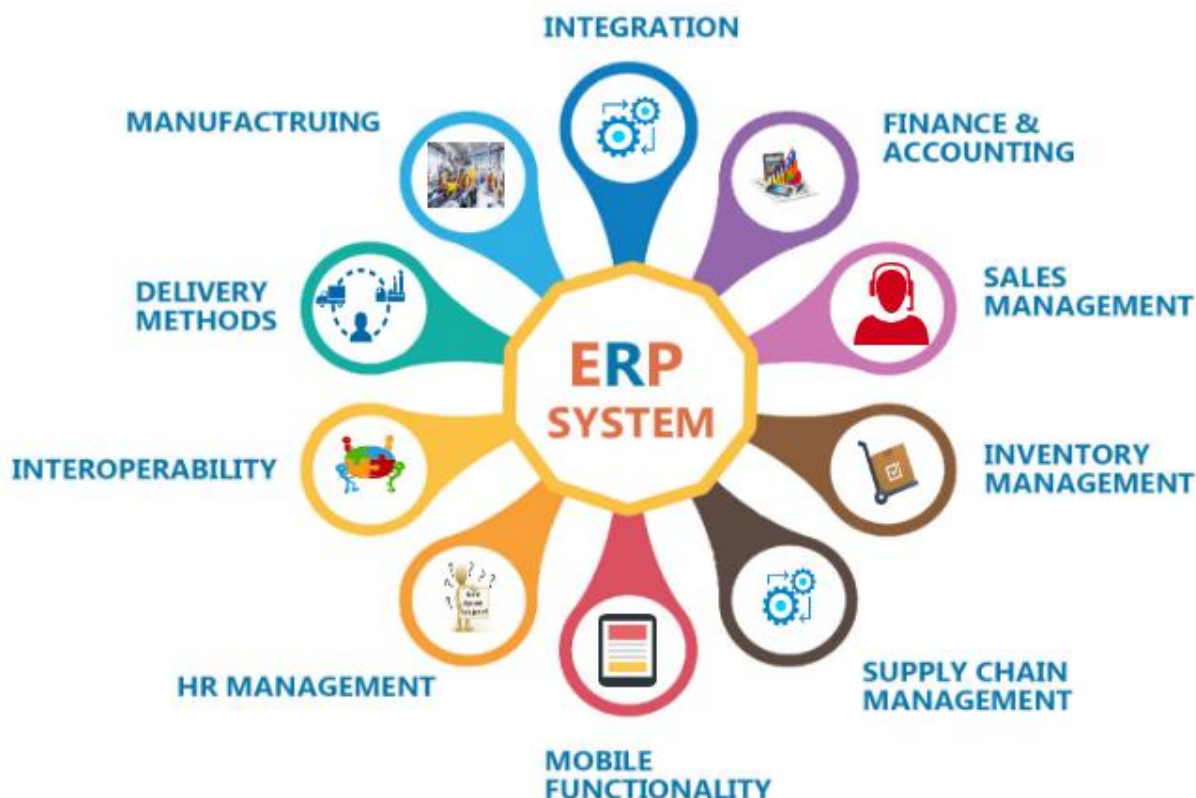 INTEGRATION
MANUFACTRUING
FINANCE &
ACCOUNTING
DELIVERY
METHODS
SALES
MANAGEMENT
ERP
SYSTEM
INTEROPERABILITY
INVENTORY
MANAGEMENT
HR MANAGEMENT
SUPPLY CHAIN
MANAGEMENT
MOBILE
FUNCTIONALITY